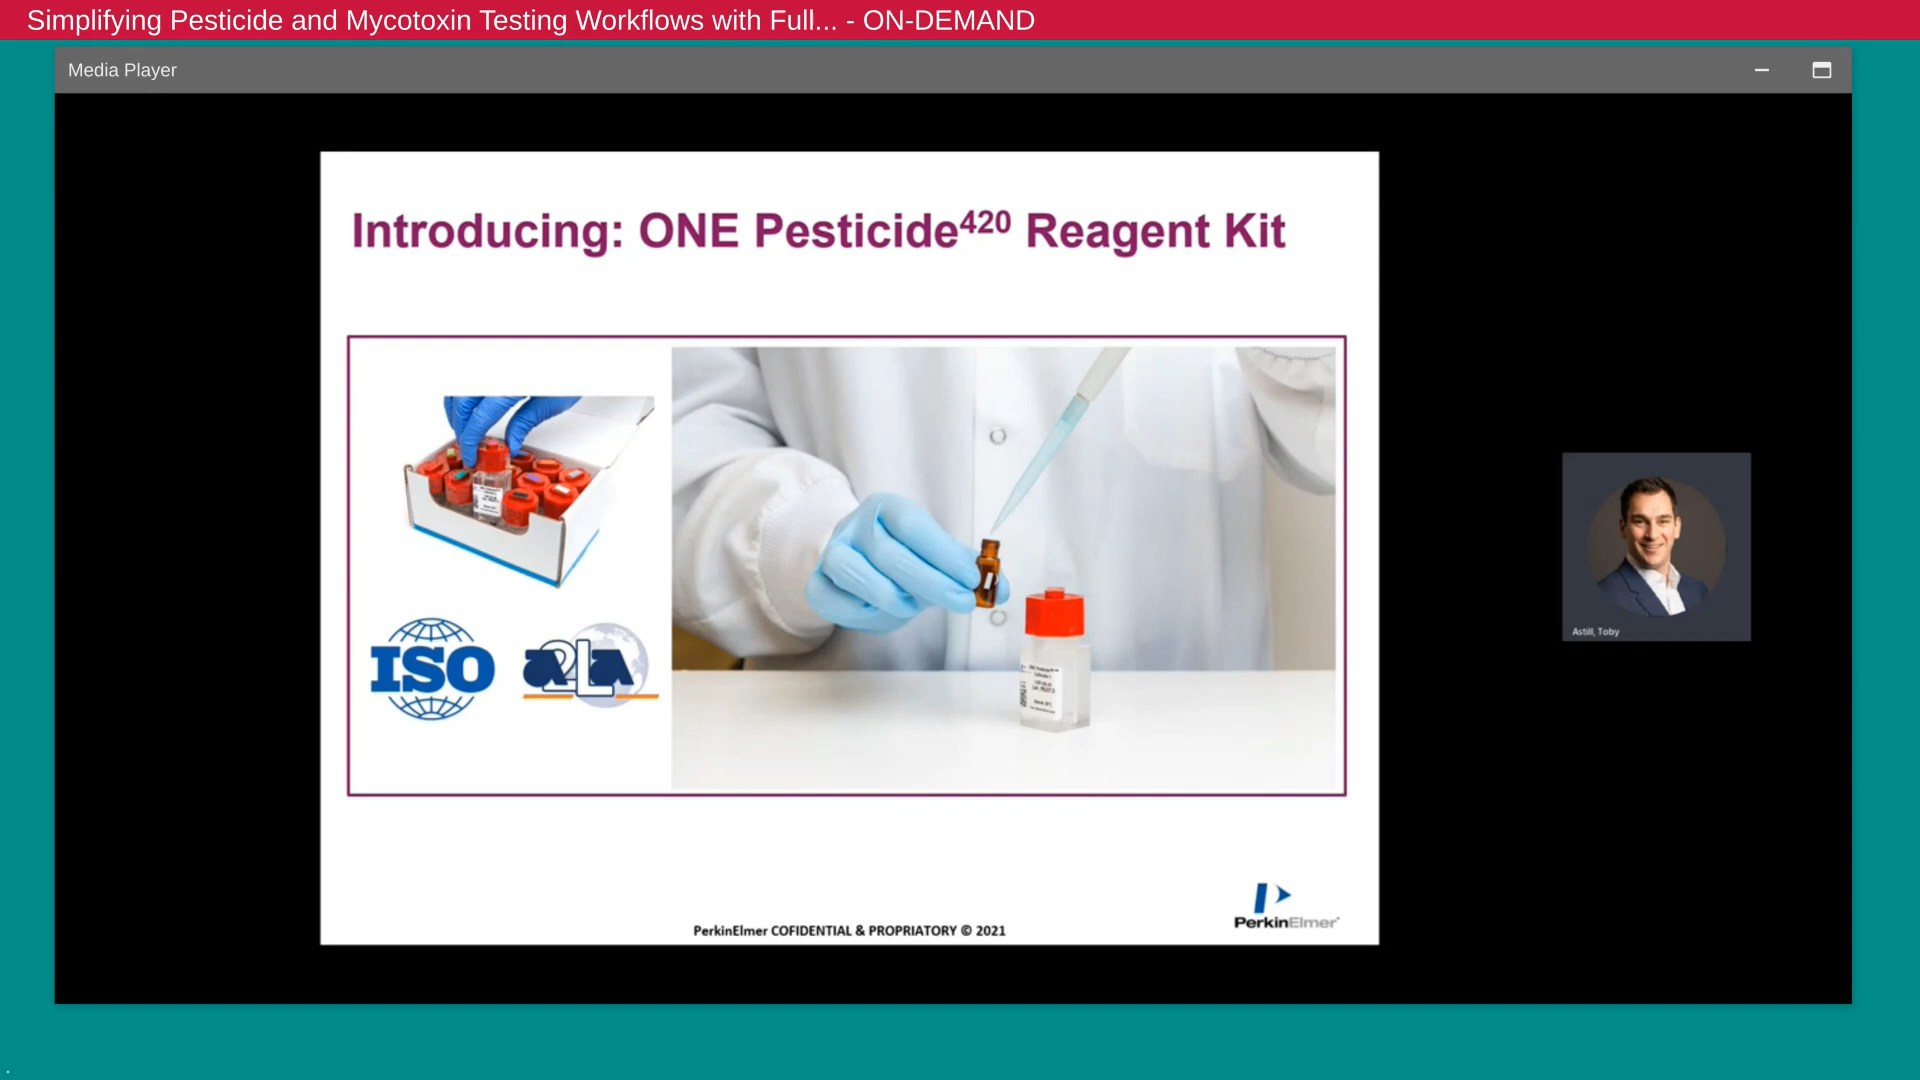 Simplifying Pesticide and Mycotoxin Testing Workflows with Full... - ON-DEMAND
Media Player
Introducing: ONE Pesticide420 Reagent Kit
ISO
a2La
Astill, Toby
PerkinElmer
PerkinElmer COFIDENTIAL & PROPRIATORY © 2021